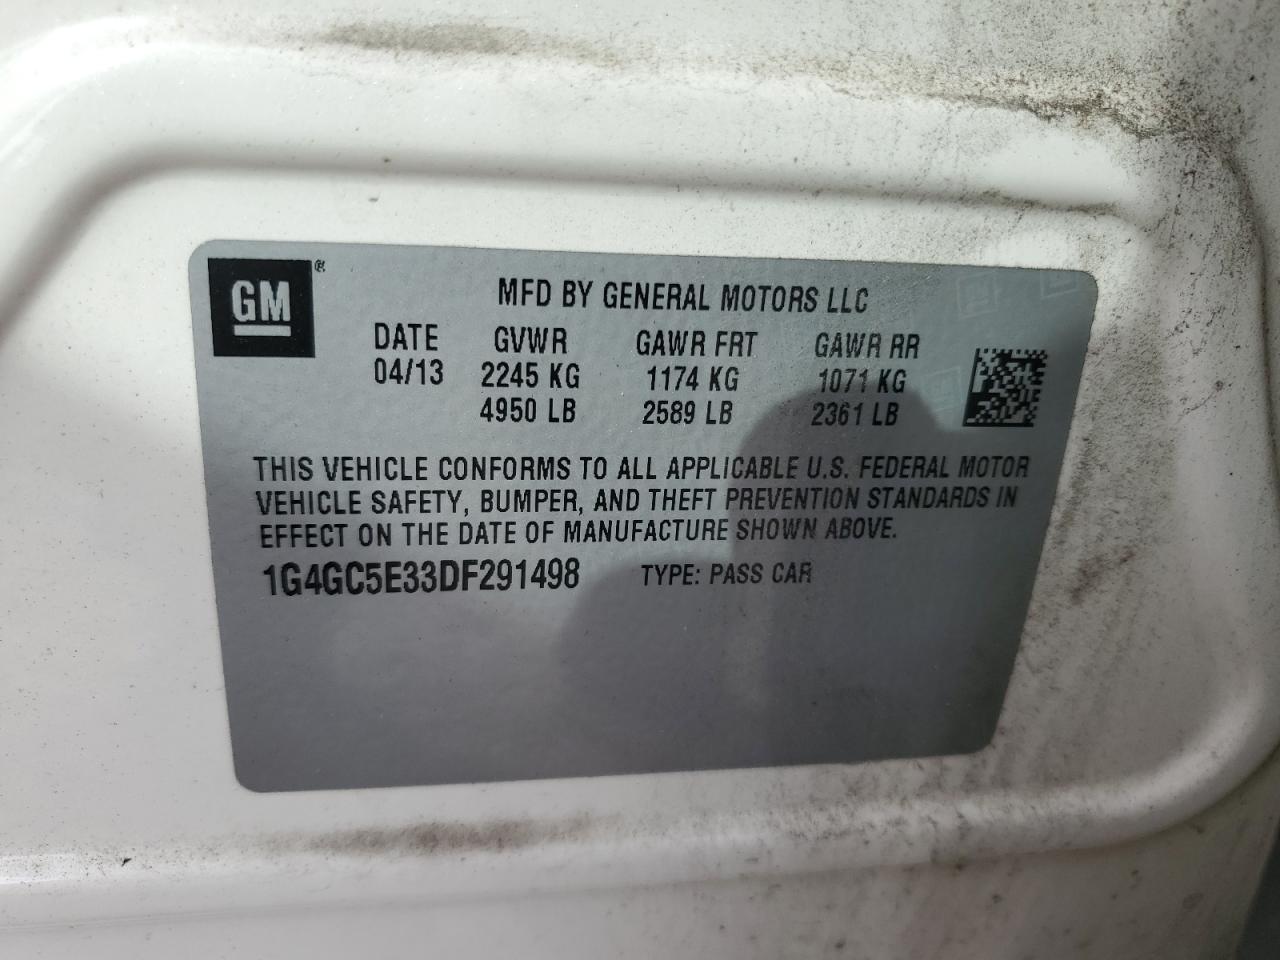 GM®
MFD BY GENERAL MOTORS LLC
DATE GVWR GAWR FRT GAWR RR
04/13 2245 KG 1174 KG 1071 KG
4950 LB 2589 LB 2361 LB
THIS VEHICLE CONFORMS TO ALL APPLICABLE U.S. FEDERAL MOTOR
VEHICLE SAFETY, BUMPER, AND THEFT PREVENTION STANDARDS IN
EFFECT ON THE DATE OF MANUFACTURE SHOWN ABOVE.
1G4GC5E33DF291498 TYPE: PASS CAR